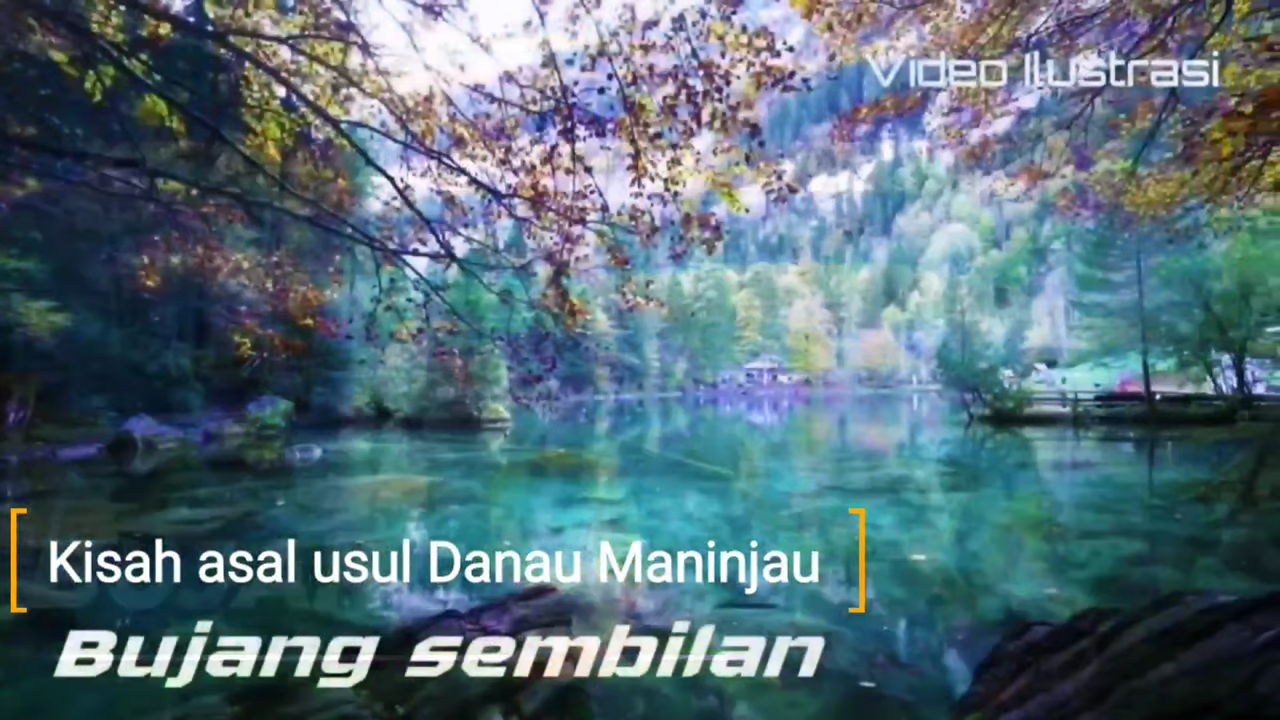 Video Ilustrasi
Kisah asal usul Danau Maninjau
Bujang sembilan